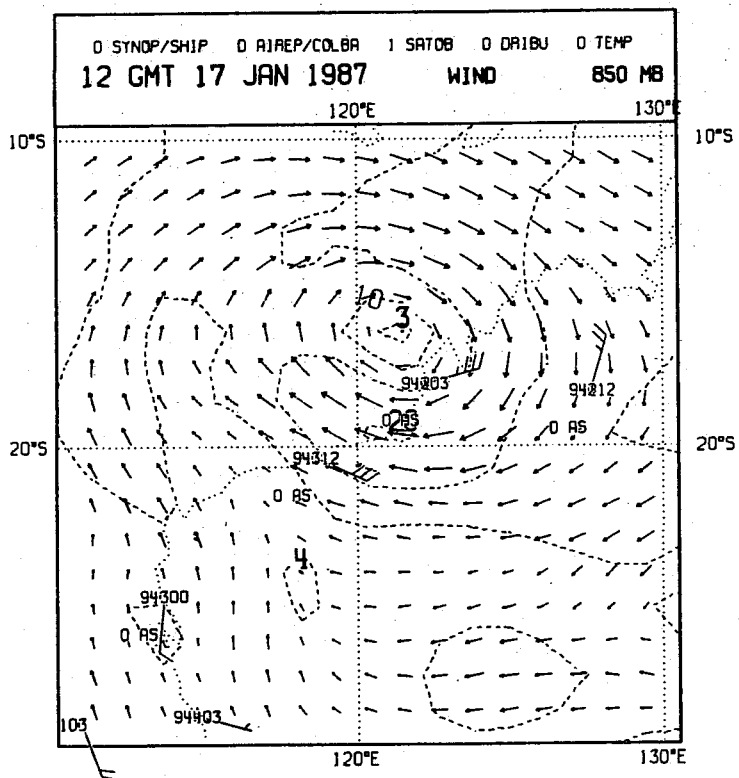 0 SYNOP/SHIP 0 AIREP/COLBA 1 SATOB 0 DRIBU 0 TEMP
12 GMT 17 JAN 1987 WIND 850 MB
120°E 130°E
10°S 10°S
10
3
94203 94212
0 AS
0 AS
20°S 20°S
94312
0 AS
4
94300
0 AS
94403
103
120°E 130°E